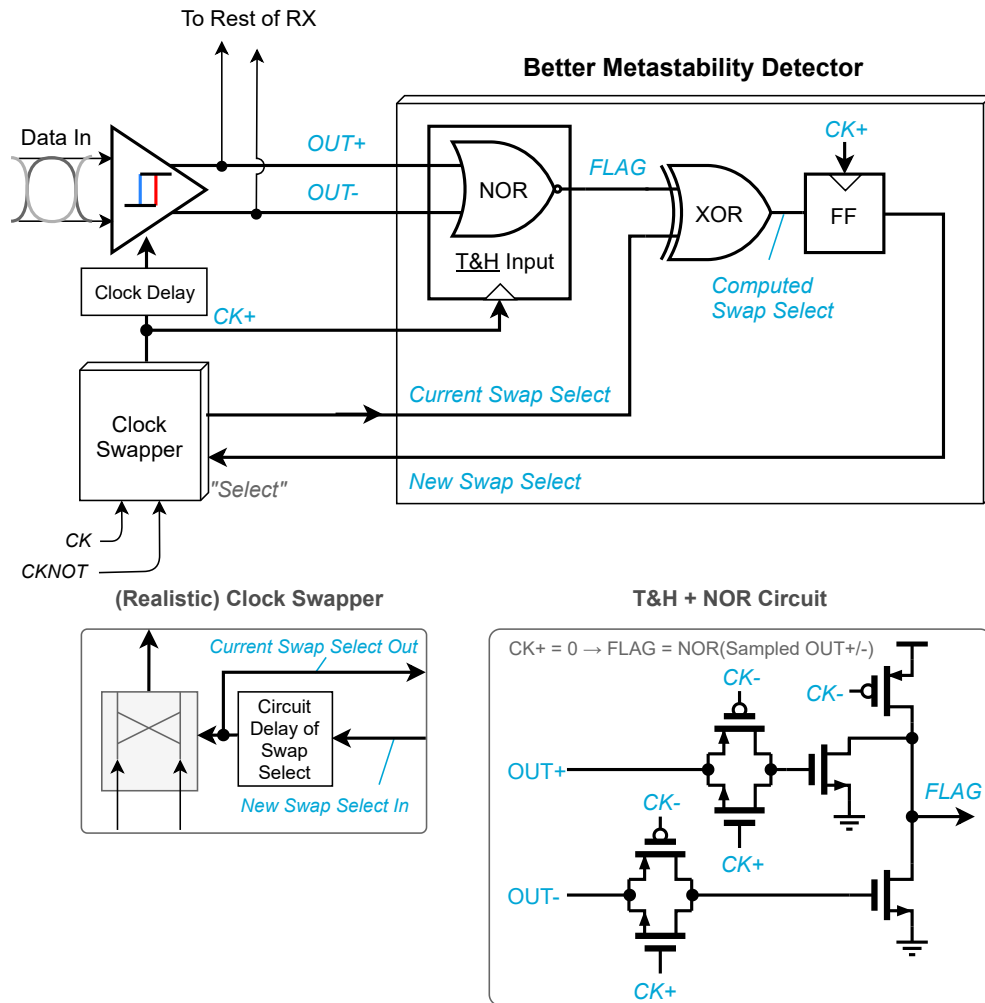 To Rest of RX
Better Metastability Detector
Data In
OUT+
OUT-
NOR
T&H Input
FLAG
XOR
CK+
FF
Computed
Swap Select
Clock Delay
CK+
Clock
Swapper
Current Swap Select
New Swap Select
"Select"
CK
CKNOT
(Realistic) Clock Swapper
Current Swap Select Out
Circuit
Delay of
Swap
Select
New Swap Select In
T&H + NOR Circuit
CK+ = 0 → FLAG = NOR(Sampled OUT+/-)
CK-
CK-
OUT+
FLAG
CK-
CK+
OUT-
CK+